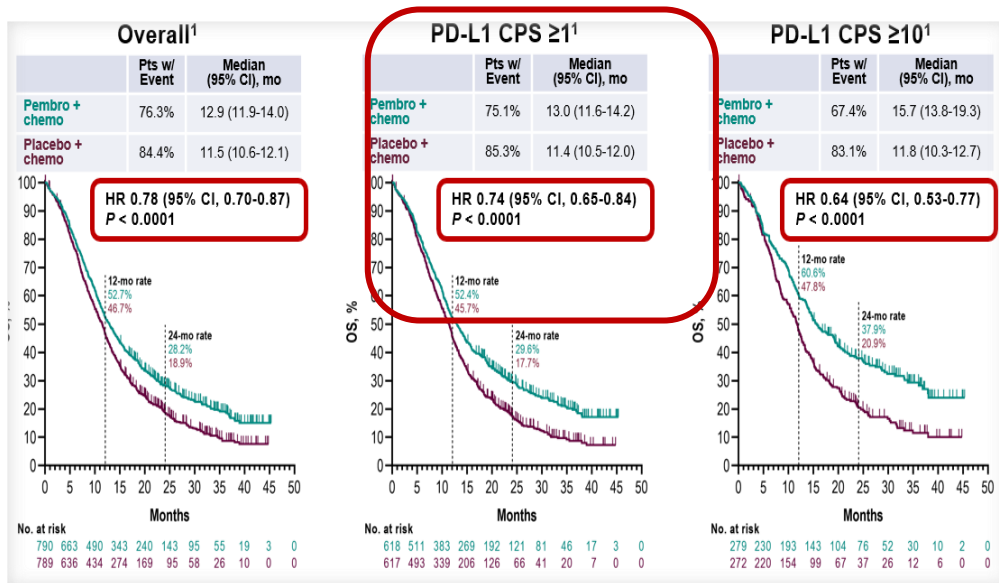 Overall1
Pts w/ Event
Median (95% CI), mo
Pembro + chemo
76.3%
12.9 (11.9-14.0)
Placebo + chemo
84.4%
11.5 (10.6-12.1)
HR 0.78 (95% CI, 0.70-0.87)
P < 0.0001
100
90
80
70
60
50
40
30
20
10
0
12-mo rate
52.7%
46.7%
24-mo rate
28.2%
18.9%
0 5 10 15 20 25 30 35 40 45 50
Months
No. at risk
790 663 490 343 240 143 95 55 19 3 0
789 636 434 274 169 95 58 26 10 0 0
PD-L1 CPS ≥11
Pts w/ Event
Median (95% CI), mo
Pembro + chemo
75.1%
13.0 (11.6-14.2)
Placebo + chemo
85.3%
11.4 (10.5-12.0)
HR 0.74 (95% CI, 0.65-0.84)
P < 0.0001
OS, %
100
90
80
70
60
50
40
30
20
10
0
12-mo rate
52.4%
45.7%
24-mo rate
29.6%
17.7%
0 5 10 15 20 25 30 35 40 45 50
Months
No. at risk
618 511 383 269 192 121 81 46 17 3 0
617 493 339 206 126 66 41 20 7 0 0
PD-L1 CPS ≥101
Pts w/ Event
Median (95% CI), mo
Pembro + chemo
67.4%
15.7 (13.8-19.3)
Placebo + chemo
83.1%
11.8 (10.3-12.7)
HR 0.64 (95% CI, 0.53-0.77)
P < 0.0001
OS, %
100
90
80
70
60
50
40
30
20
10
0
12-mo rate
60.6%
47.8%
24-mo rate
37.9%
20.9%
0 5 10 15 20 25 30 35 40 45 50
Months
279 230 193 143 104 76 52 30 10 2 0
272 220 154 99 67 37 26 12 6 0 0